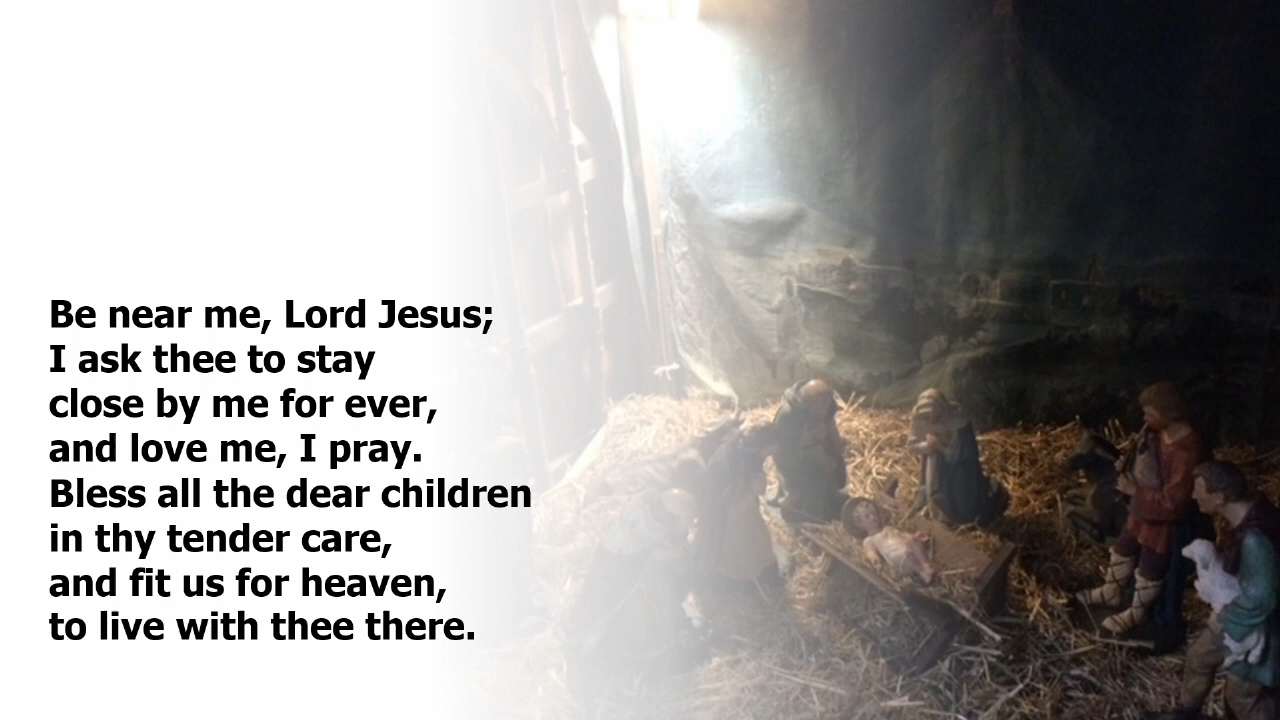 Be near me, Lord Jesus;
I ask thee to stay
close by me for ever,
and love me, I pray.
Bless all the dear children
in thy tender care,
and fit us for heaven,
to live with thee there.